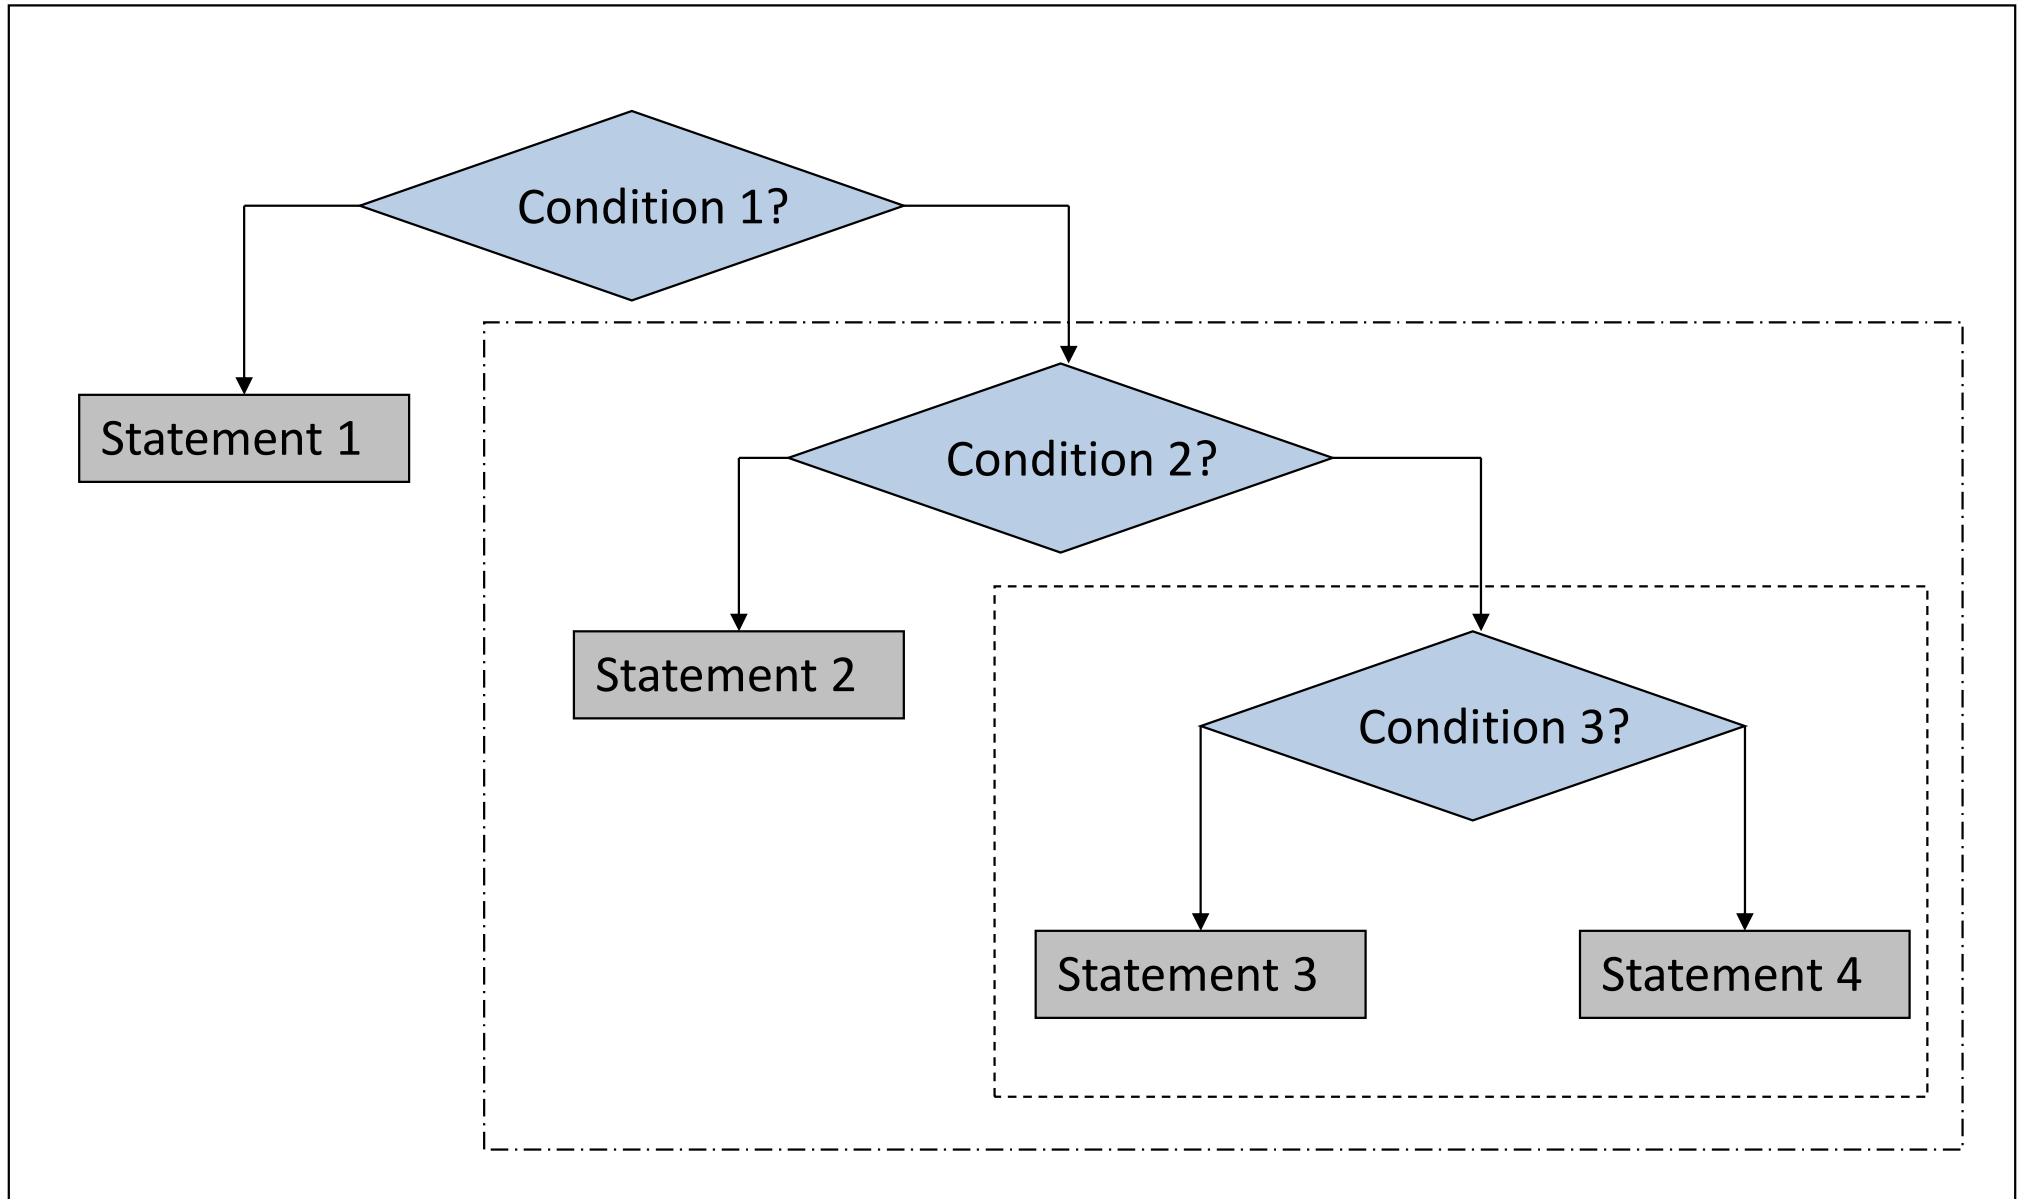 Condition 1?
Statement 1
Condition 2?
Statement 2
Condition 3?
Statement 3
Statement 4